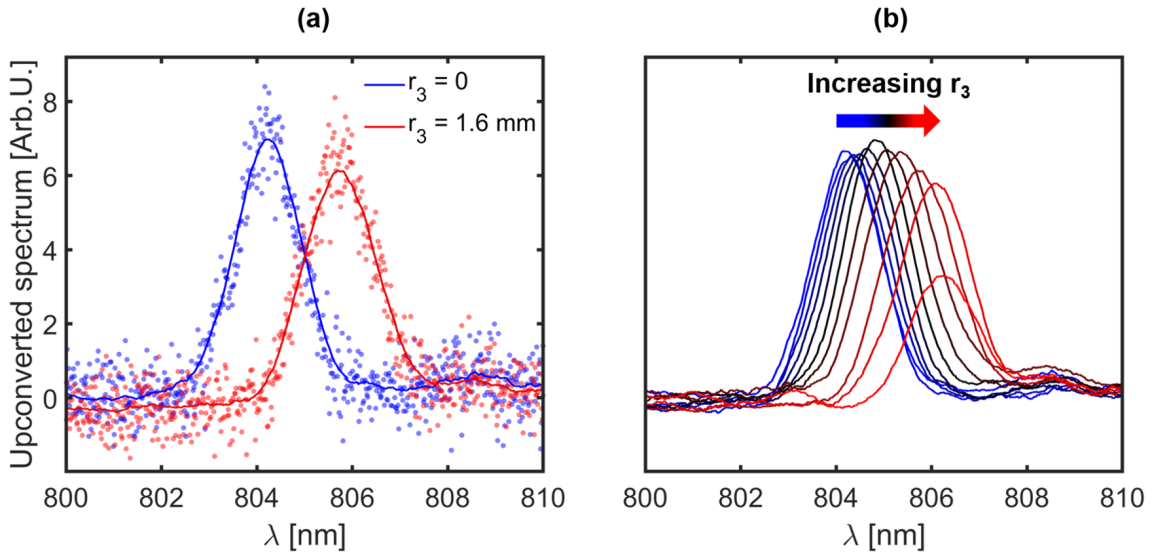 (a)
Upconverted spectrum [Arb.U.]
8
6
4
2
0
r₃ = 0
r₃ = 1.6 mm
800 802 804 806 808 810
λ [nm]
(b)
Increasing r₃
800 802 804 806 808 810
λ [nm]